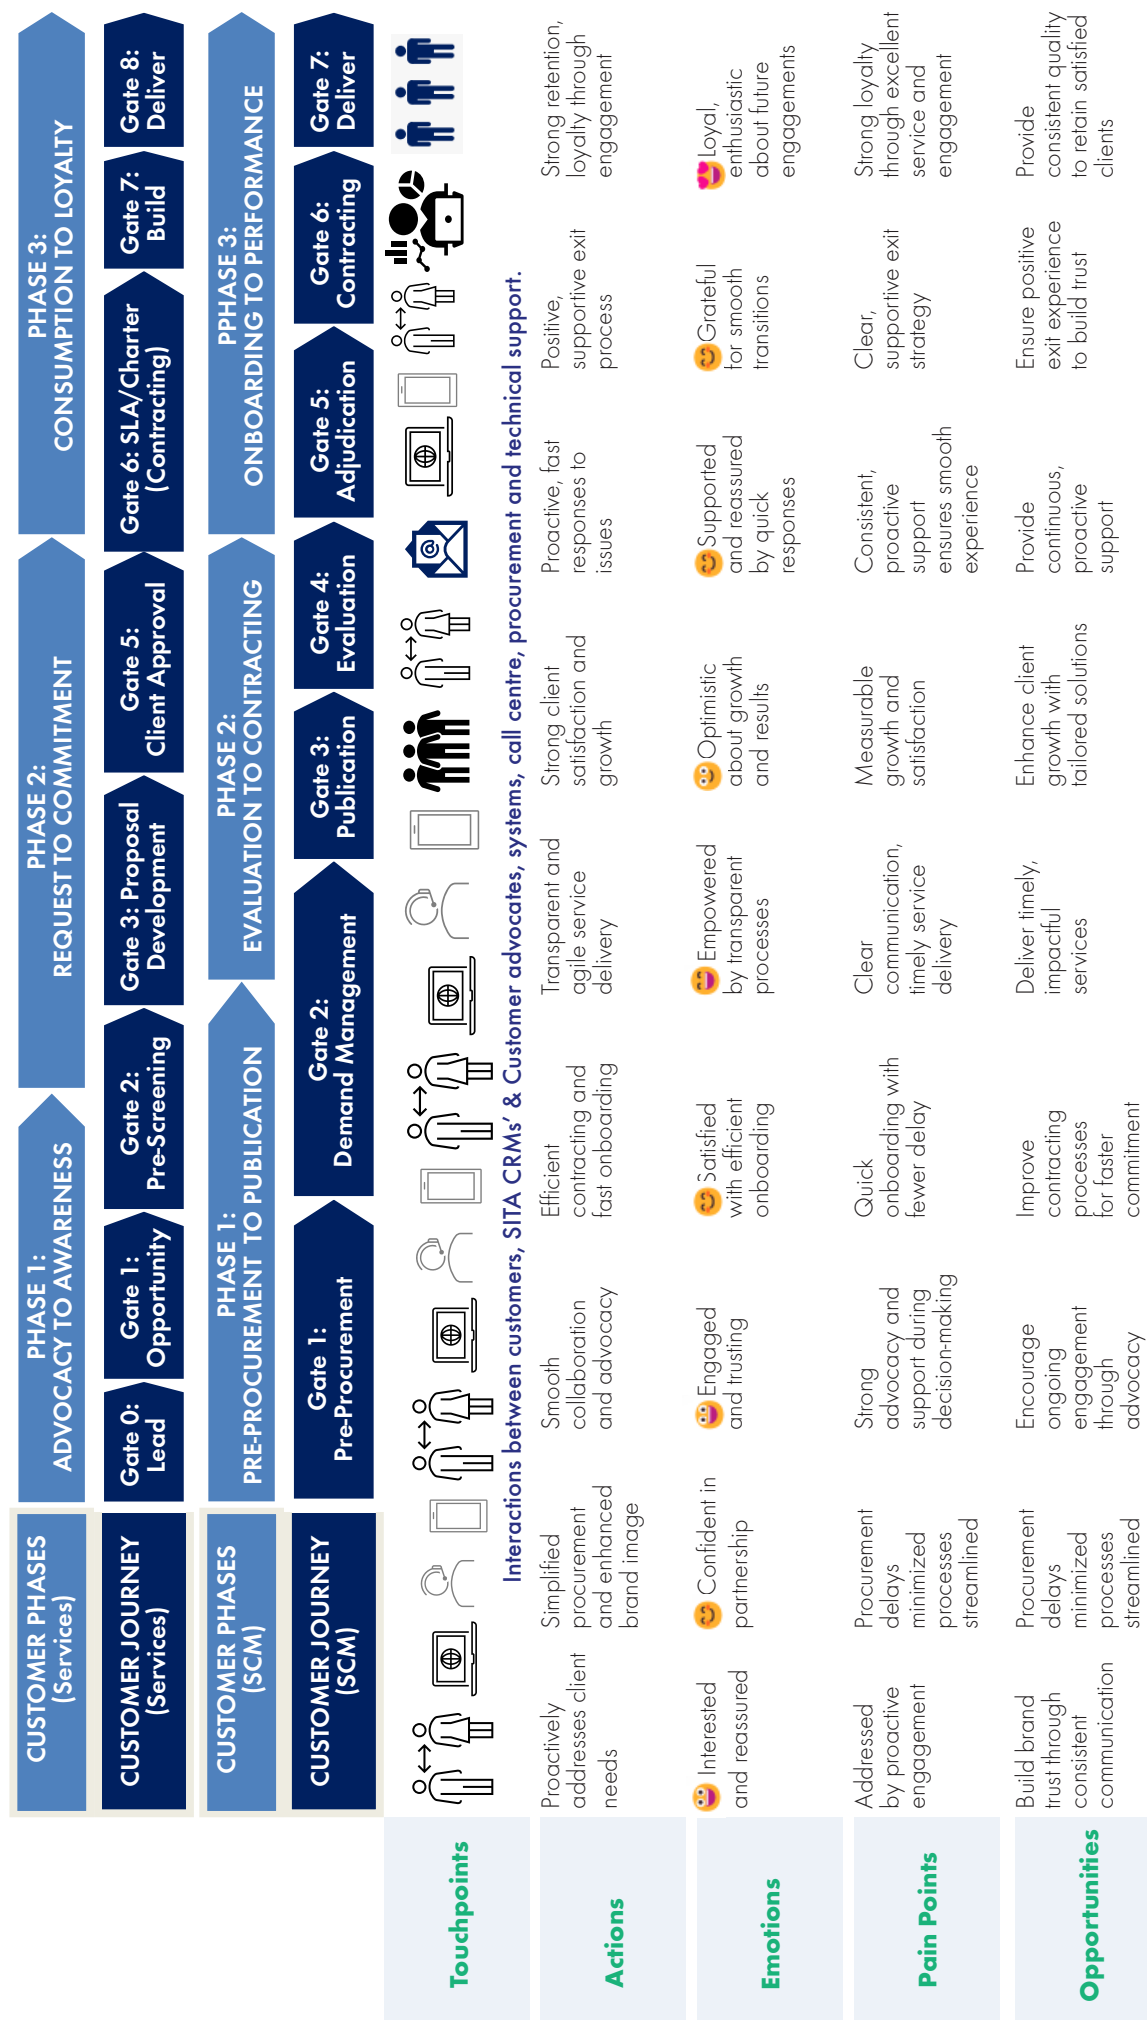 CUSTOMER PHASES
(Services)
PHASE 1:
ADVOCACY TO AWARENESS
PHASE 2:
REQUEST TO COMMITMENT
PHASE 3:
CONSUMPTION TO LOYALTY
CUSTOMER JOURNEY
(Services)
Gate 0:
Lead
Gate 1:
Opportunity
Gate 2:
Pre-Screening
Gate 3: Proposal
Development
Gate 5:
Client Approval
Gate 6: SLA/Charter
(Contracting)
Gate 7:
Build
Gate 8:
Deliver
CUSTOMER PHASES
(SCM)
PHASE 1:
PRE-PROCUREMENT TO PUBLICATION
PHASE 2:
EVALUATION TO CONTRACTING
PPHASE 3:
ONBOARDING TO PERFORMANCE
CUSTOMER JOURNEY
(SCM)
Gate 1:
Pre-Procurement
Gate 2:
Demand Management
Gate 3:
Publication
Gate 4:
Evaluation
Gate 5:
Adjudication
Gate 6:
Contracting
Gate 7:
Deliver
Touchpoints
Interactions between customers, SITA CRMs' & Customer advocates, systems, call centre, procurement and technical support.
Actions
Proactively
addresses client
needs
Simplified
procurement
and enhanced
brand image
Smooth
collaboration
and advocacy
Efficient
contracting and
fast onboarding
Transparent and
agile service
delivery
Strong client
satisfaction and
growth
Proactive, fast
responses to
issues
Positive,
supportive exit
process
Strong retention,
loyalty through
engagement
Emotions
Interested
and reassured
Confident in
partnership
Engaged
and trusting
Satisfied
with efficient
onboarding
Empowered
by transparent
processes
Optimistic
about growth
and results
Supported
and reassured
by quick
responses
Grateful
for smooth
transitions
Loyal,
enthusiastic
about future
engagements
Pain Points
Addressed
by proactive
engagement
Procurement
delays
minimized
processes
streamlined
Strong
advocacy and
support during
decision-making
Quick
onboarding with
fewer delay
Clear
communication,
timely service
delivery
Measurable
growth and
satisfaction
Consistent,
proactive
support
ensures smooth
experience
Clear,
supportive exit
strategy
Strong loyalty
through excellent
service and
engagement
Opportunities
Build brand
trust through
consistent
communication
Procurement
delays
minimized
processes
streamlined
Encourage
ongoing
engagement
through
advocacy
Improve
contracting
processes
for faster
commitment
Deliver timely,
impactful
services
Enhance client
growth with
tailored solutions
Provide
continuous,
proactive
support
Ensure positive
exit experience
to build trust
Provide
consistent quality
to retain satisfied
clients